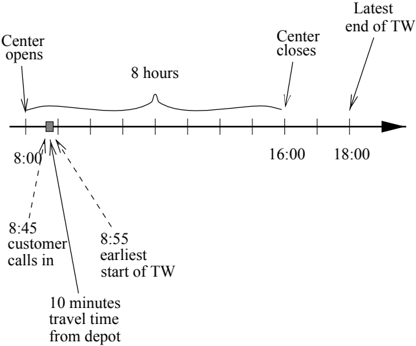 Center
opens
8 hours
Center
closes
Latest
end of TW
8:00
16:00
18:00
8:45
customer
calls in
8:55
earliest
start of TW
10 minutes
travel time
from depot